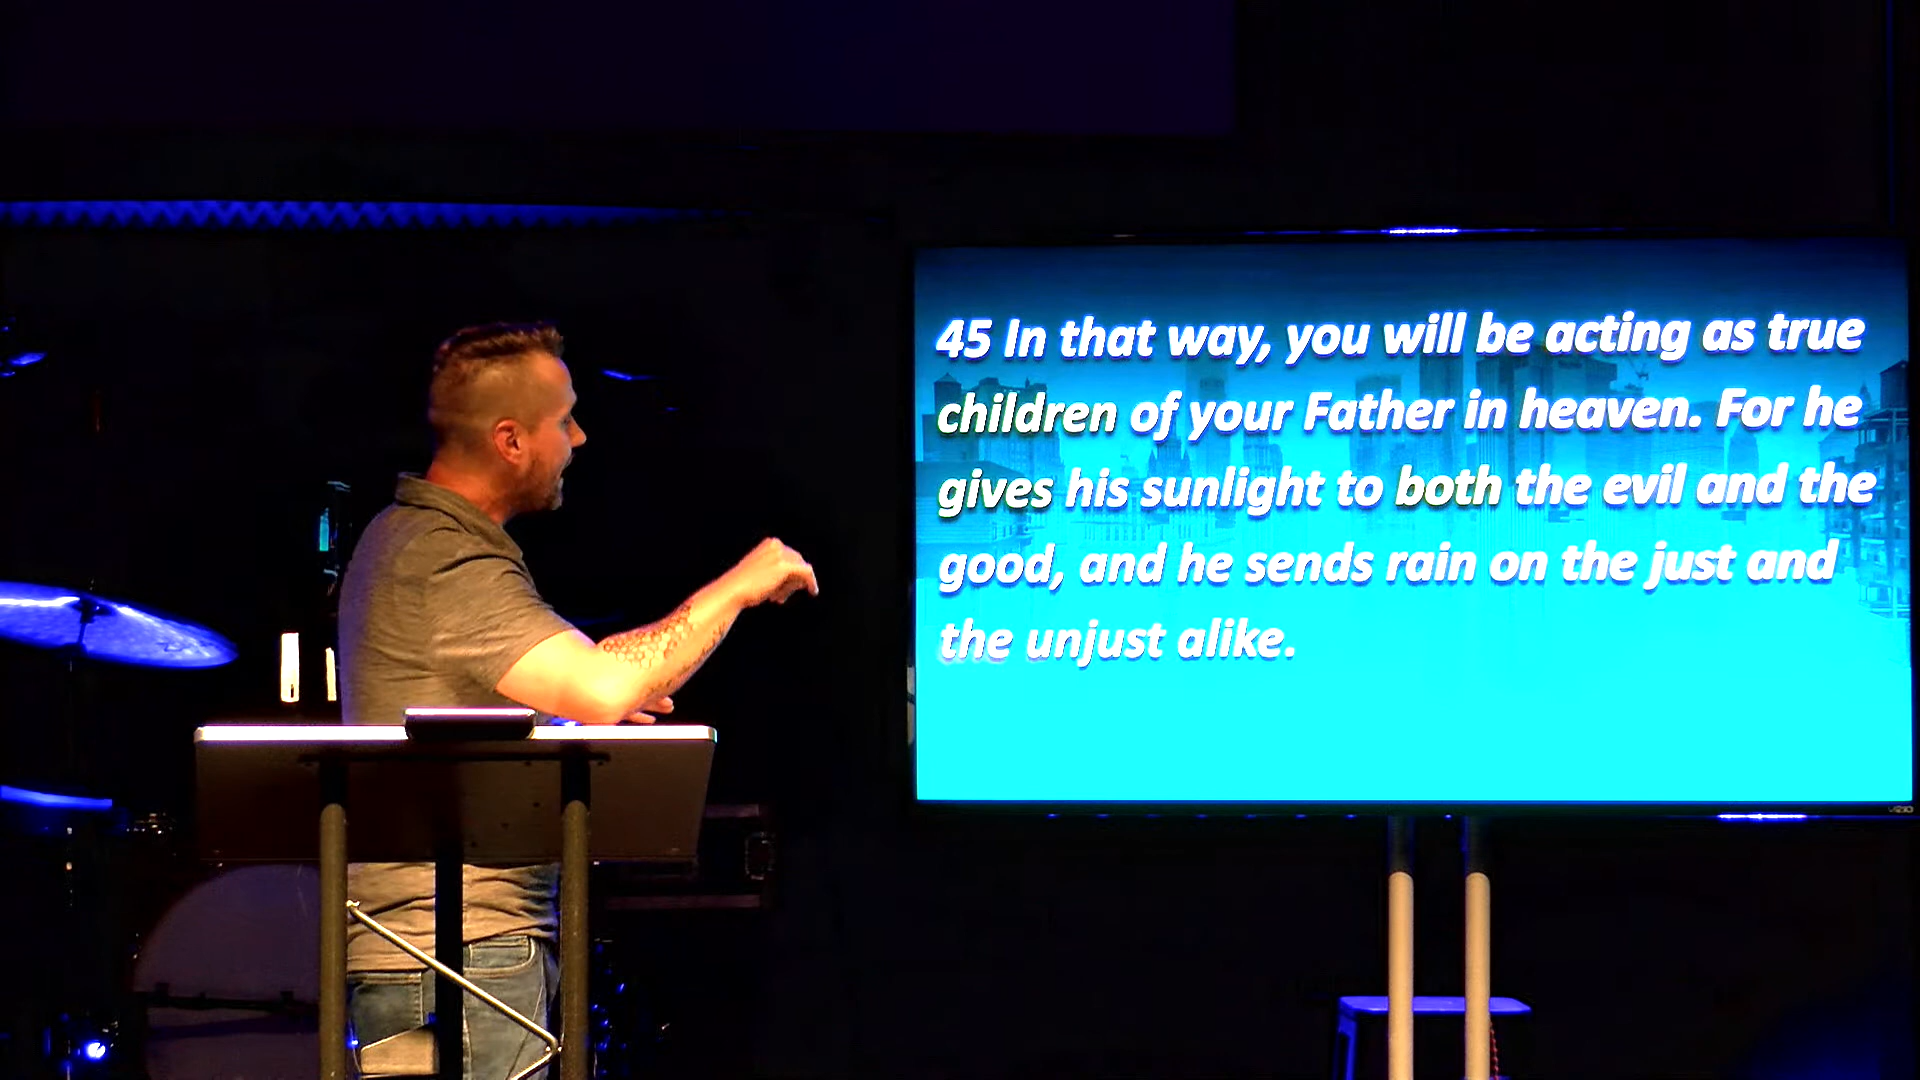 45 In that way, you will be acting as true
children of your Father in heaven. For he
gives his sunlight to both the evil and the
good, and he sends rain on the just and
the unjust alike.
VIZIO